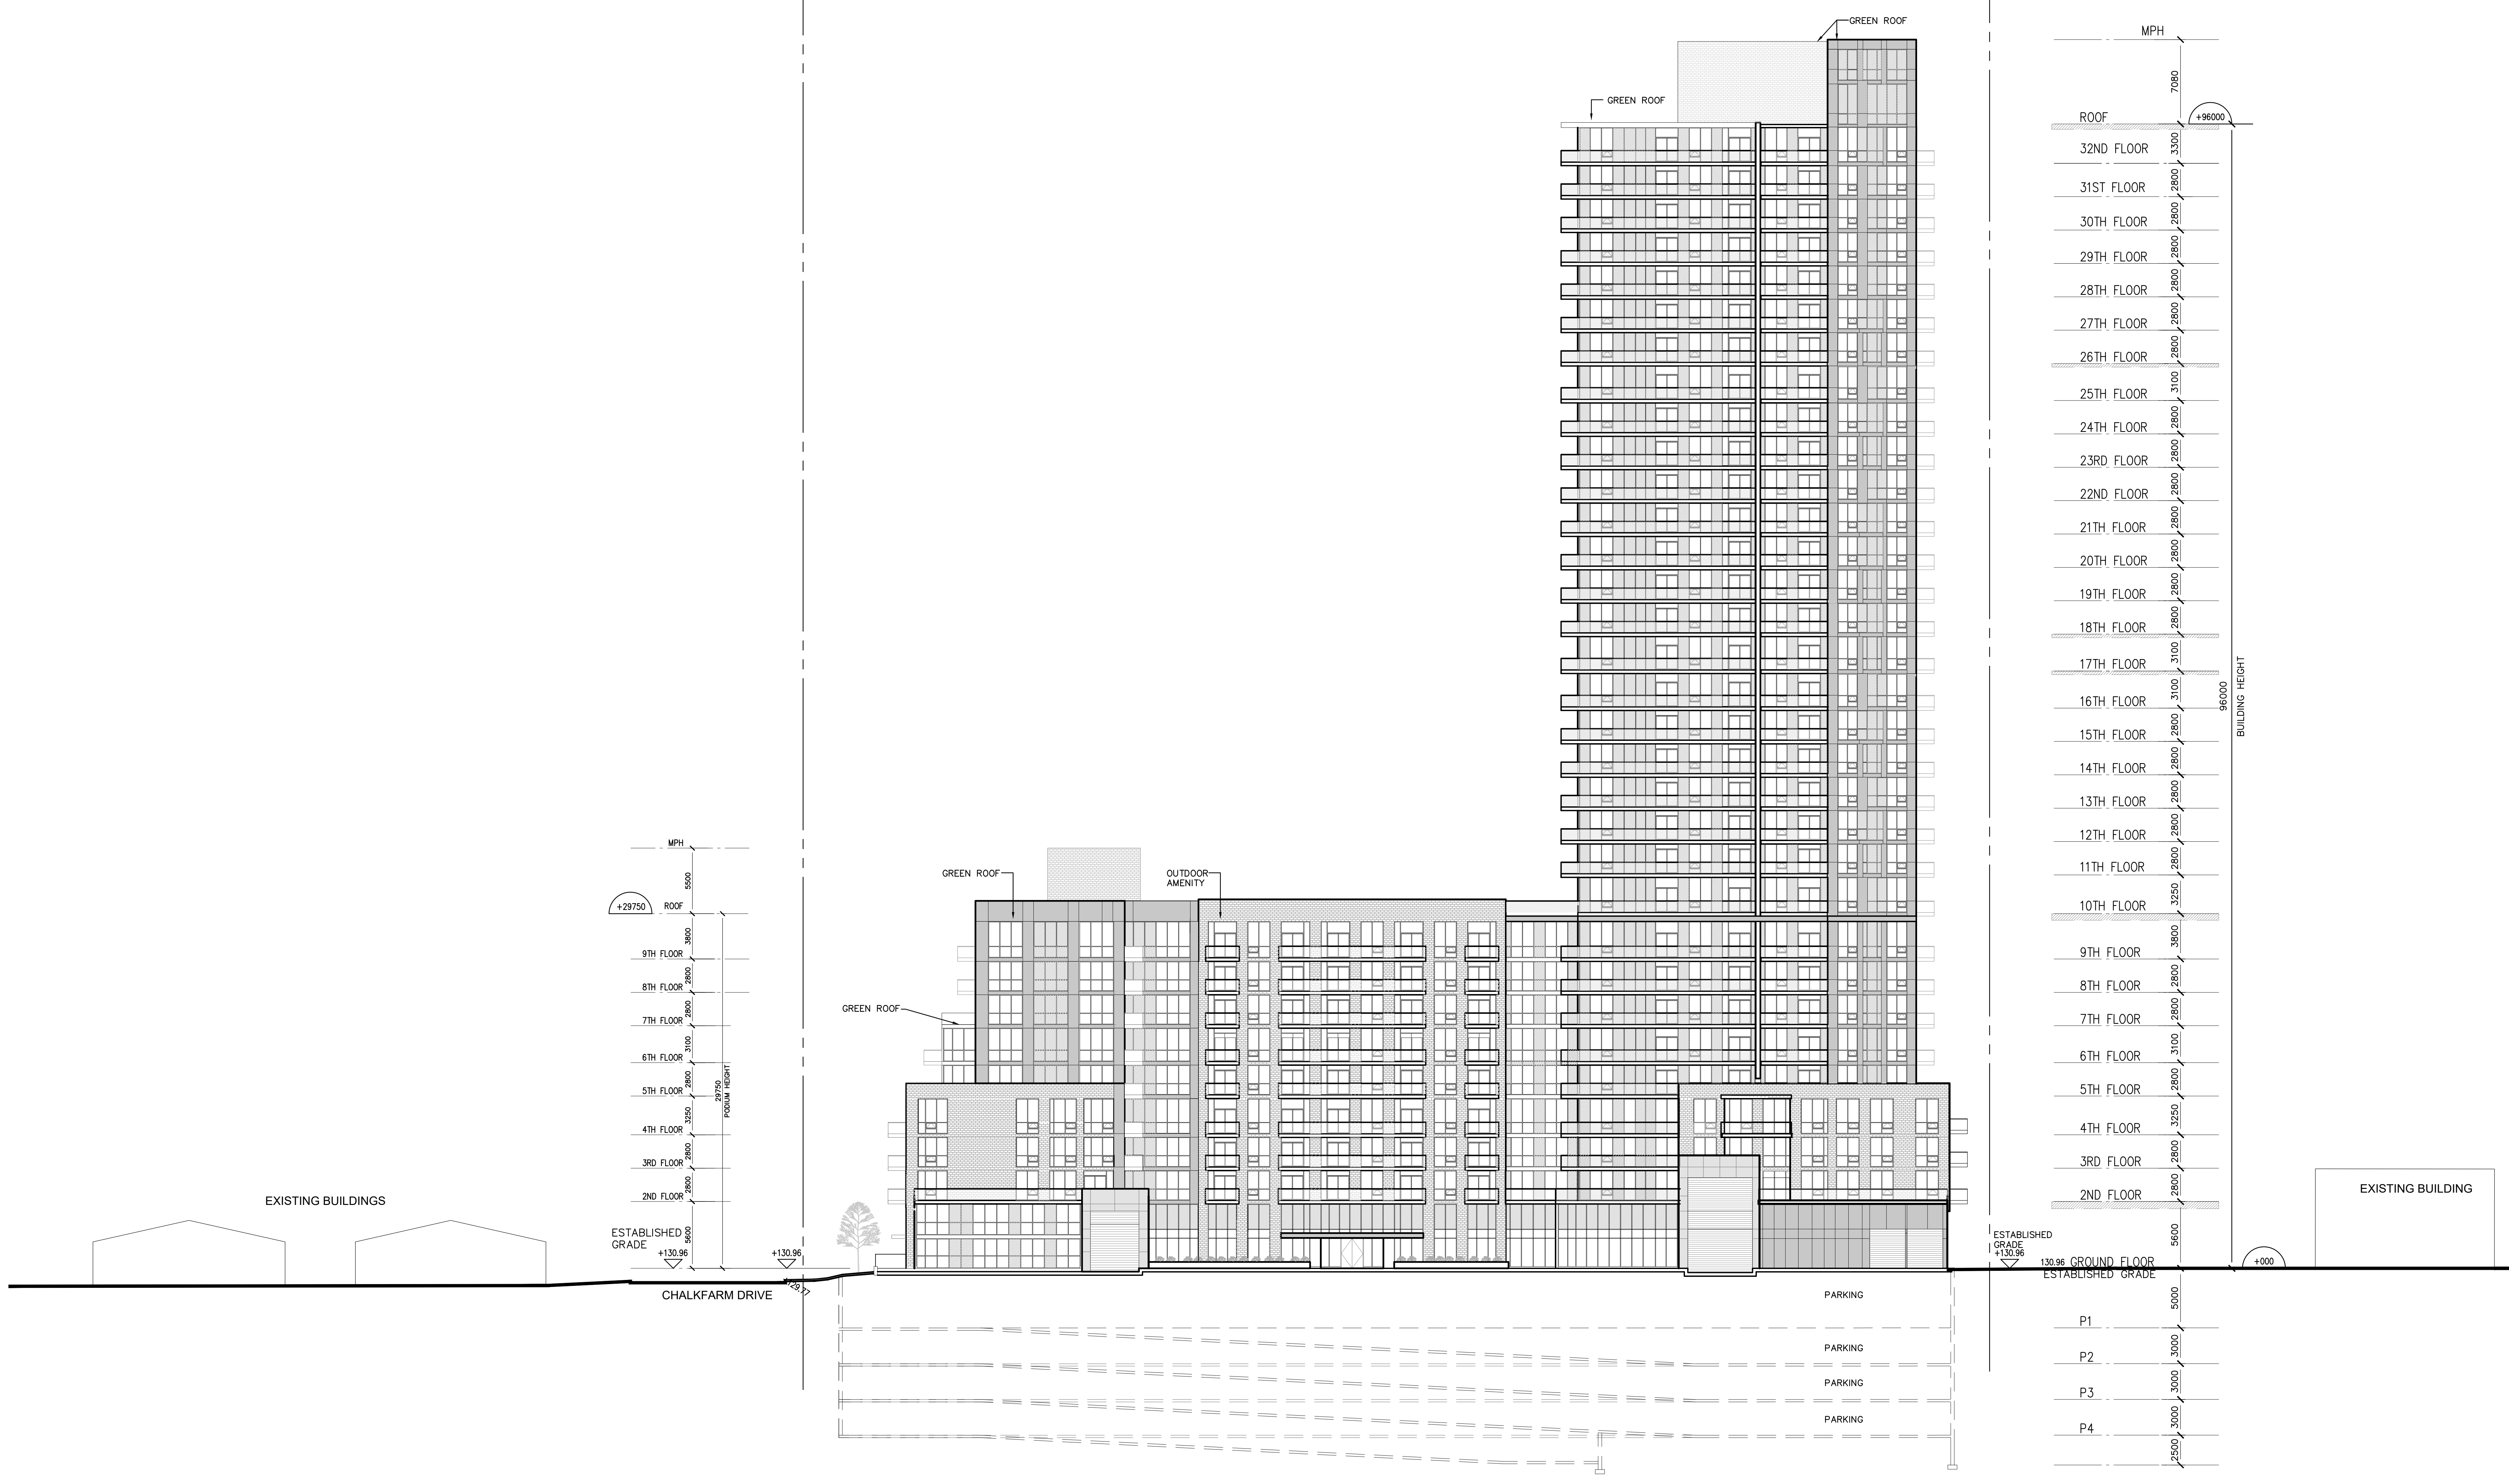 GREEN ROOF
GREEN ROOF
MPH
7080
ROOF
+96000
3300
32ND FLOOR
2800
31ST FLOOR
2800
30TH FLOOR
2800
29TH FLOOR
2800
28TH FLOOR
2800
27TH FLOOR
2800
26TH FLOOR
3100
25TH FLOOR
2800
24TH FLOOR
2800
23RD FLOOR
2800
22ND FLOOR
2800
21TH FLOOR
2800
20TH FLOOR
2800
19TH FLOOR
2800
18TH FLOOR
3100
17TH FLOOR
3100
16TH FLOOR
2800
15TH FLOOR
2800
14TH FLOOR
2800
13TH FLOOR
2800
12TH FLOOR
2800
11TH FLOOR
3250
10TH FLOOR
3800
9TH FLOOR
2800
8TH FLOOR
2800
7TH FLOOR
3100
6TH FLOOR
2800
5TH FLOOR
3250
4TH FLOOR
2800
3RD FLOOR
2800
2ND FLOOR
5600
96000
BUILDING HEIGHT
130.96 GROUND FLOOR
ESTABLISHED GRADE
+000
5000
P1
3000
P2
3000
P3
3000
P4
2500
ESTABLISHED
GRADE
+130.96
EXISTING BUILDING
MPH
5500
+29750
ROOF
3800
9TH FLOOR
2800
8TH FLOOR
2800
7TH FLOOR
3100
6TH FLOOR
2800
5TH FLOOR
3250
4TH FLOOR
2800
3RD FLOOR
2800
2ND FLOOR
5600
29750
PODIUM HEIGHT
ESTABLISHED
GRADE
+130.96
+130.96
GREEN ROOF
OUTDOOR
AMENITY
GREEN ROOF
EXISTING BUILDINGS
CHALKFARM DRIVE
PARKING
PARKING
PARKING
PARKING